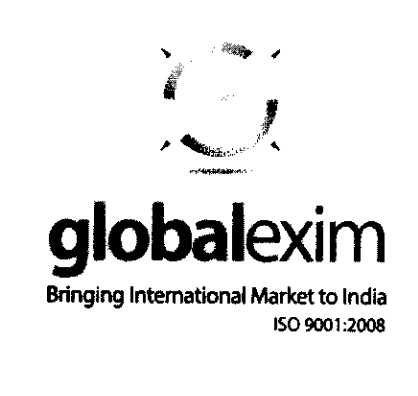 globalexim
Bringing International Market to India
ISO 9001:2008